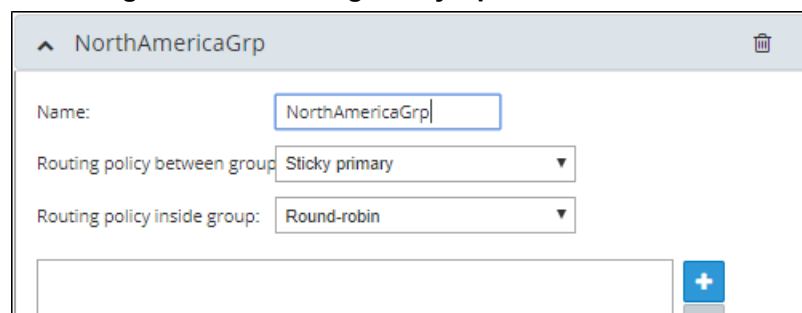 NorthAmericaGrp
Name: NorthAmericaGrp
Routing policy between group Sticky primary
Routing policy inside group: Round-robin